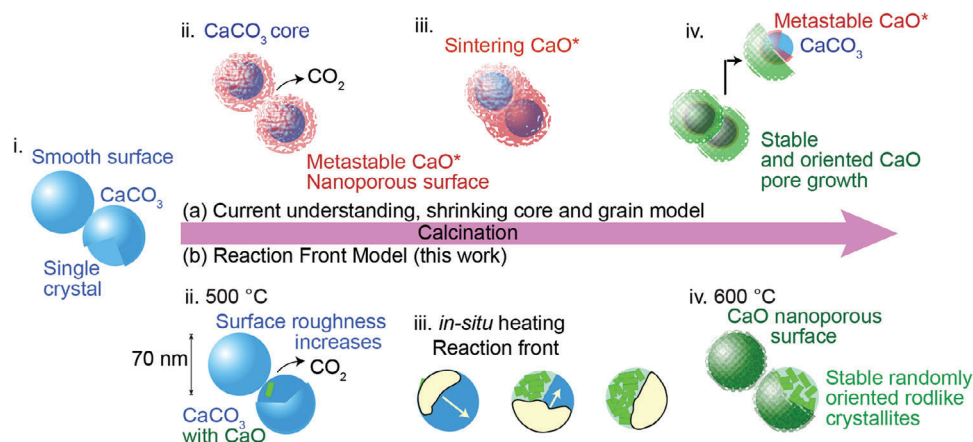 i.
Smooth surface
CaCO3
Single
crystal
ii. CaCO3 core
CO2
Metastable CaO*
Nanoporous surface
iii.
Sintering CaO*
iv.
Metastable CaO*
CaCO3
Stable
and oriented CaO
pore growth
(a) Current understanding, shrinking core and grain model
Calcination
(b) Reaction Front Model (this work)
ii. 500 °C
Surface roughness
increases
CO2
70 nm
CaCO3
with CaO
iii. in-situ heating
Reaction front
iv. 600 °C
CaO nanoporous
surface
Stable randomly
oriented rodlike
crystallites